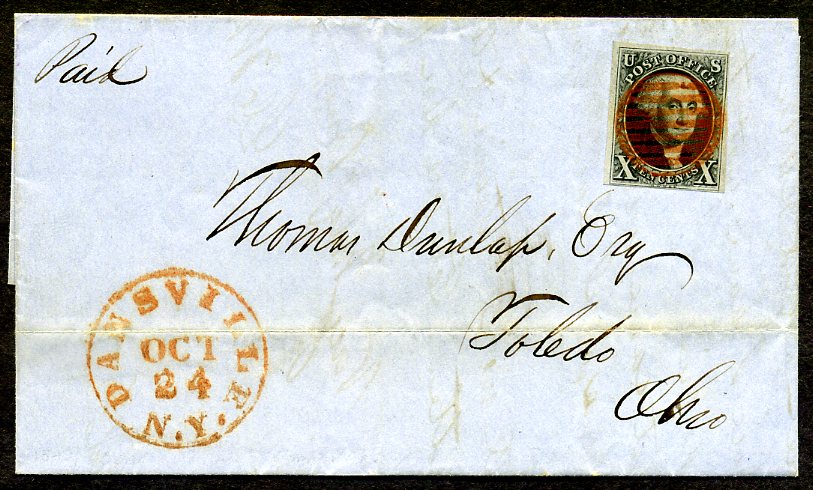 Paid
U S
POST OFFICE
X TEN CENTS X
Thomas Dunlap, Esq
Toledo
Ohio
DANSVILLE
OCT
24
N.Y.